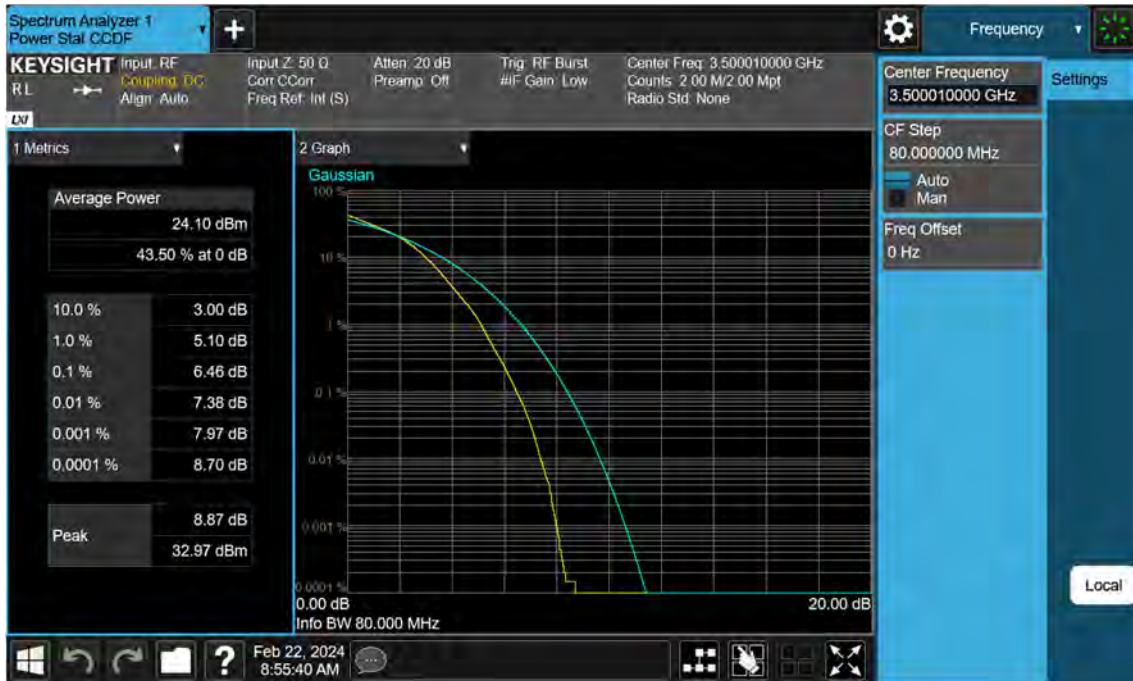 Spectrum Analyzer 1
Power Stat CCDF
+
Frequency
KEYSIGHT
RL
LXI
Input: RF
Coupling: DC
Align: Auto
Input Z: 50 Ω
Corr CCorr
Freq Ref: Int (S)
Atten: 20 dB
Preamp: Off
Trig: RF Burst
#IF Gain: Low
Center Freq: 3.500010000 GHz
Counts: 2.00 M/2.00 Mpt
Radio Std: None
Center Frequency
3.500010000 GHz
Settings
CF Step
80.000000 MHz
Auto
Man
Freq Offset
0 Hz
Local
1 Metrics
Average Power
24.10 dBm
43.50 % at 0 dB
10.0 % 3.00 dB
1.0 % 5.10 dB
0.1 % 6.46 dB
0.01 % 7.38 dB
0.001 % 7.97 dB
0.0001 % 8.70 dB
Peak
8.87 dB
32.97 dBm
2 Graph
Gaussian
100 %
10 %
1 %
0.1 %
0.01 %
0.001 %
0.0001 %
0.00 dB 20.00 dB
Info BW 80.000 MHz
?
Feb 22, 2024
8:55:40 AM